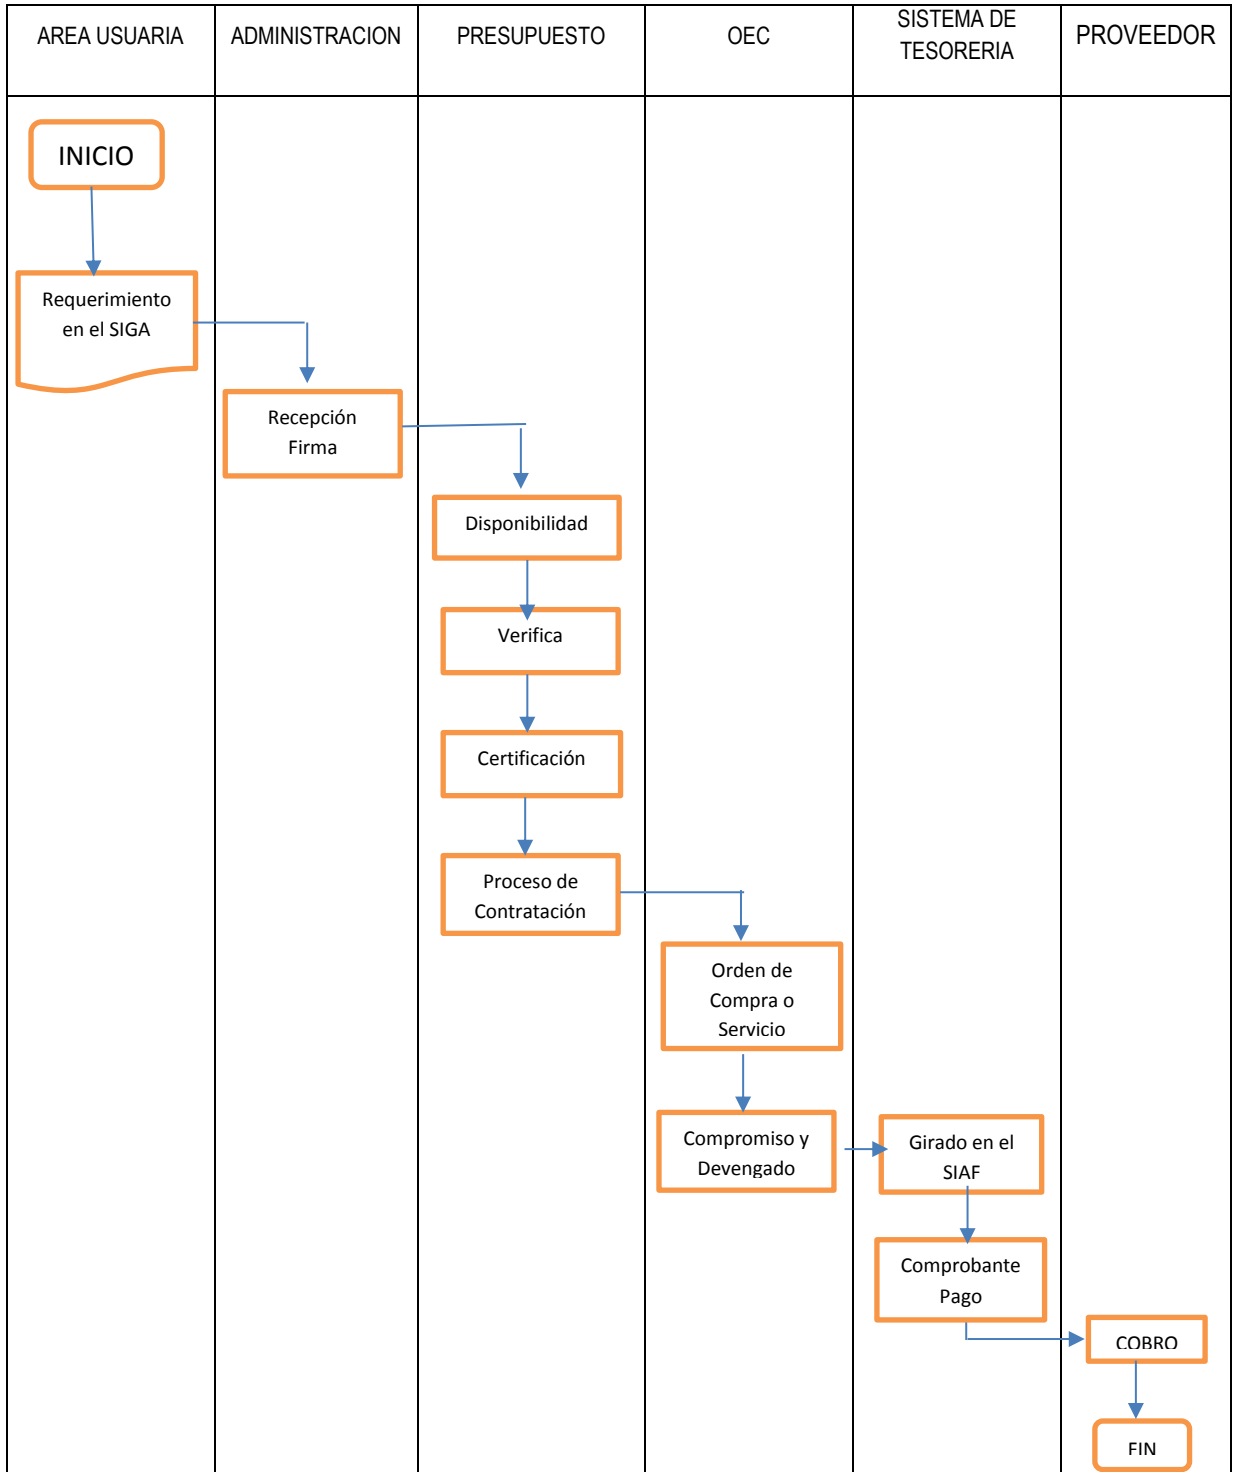 AREA USUARIA
ADMINISTRACION
PRESUPUESTO
OEC
SISTEMA DE
TESORERIA
PROVEEDOR
INICIO
Requerimiento
en el SIGA
Recepción
Firma
Disponibilidad
Verifica
Certificación
Proceso de
Contratación
Orden de
Compra o
Servicio
Compromiso y
Devengado
Girado en el
SIAF
Comprobante
Pago
COBRO
FIN